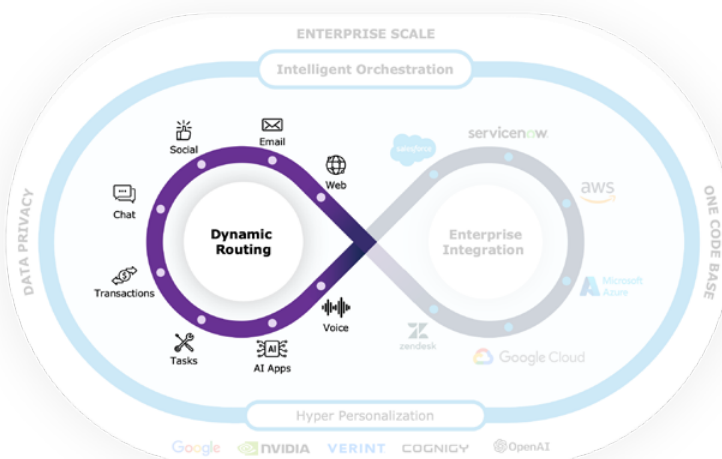 ENTERPRISE SCALE
Intelligent Orchestration
DATA PRIVACY
ONE CODE BASE
Social
Email
Web
Chat
Dynamic
Routing
Transactions
Tasks
AI
AI Apps
Voice
salesforce
servicenow
aws
Enterprise
Integration
Microsoft
Azure
zendesk
Google Cloud
Hyper Personalization
Google NVIDIA VERINT COGNIGY OpenAI